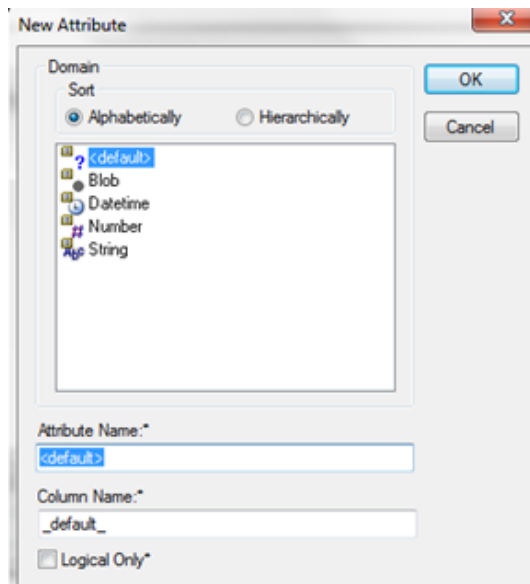 New Attribute
Domain
Sort
Alphabetically
Hierarchically
OK
Cancel
<default>
Blob
Datetime
Number
String
Attribute Name:*
<default>
Column Name:*
_default_
Logical Only*